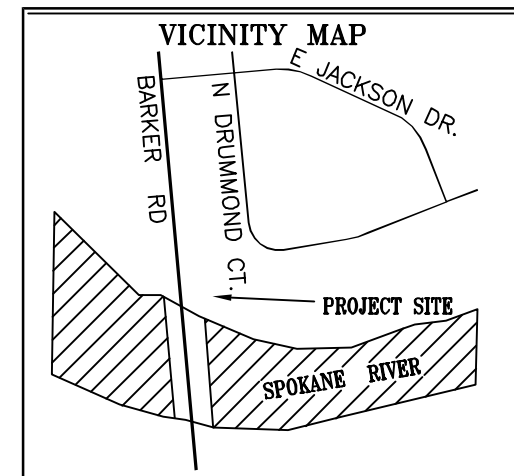 VICINITY MAP
E JACKSON DR.
BARKER RD
N DRUMMOND CT.
PROJECT SITE
SPOKANE RIVER